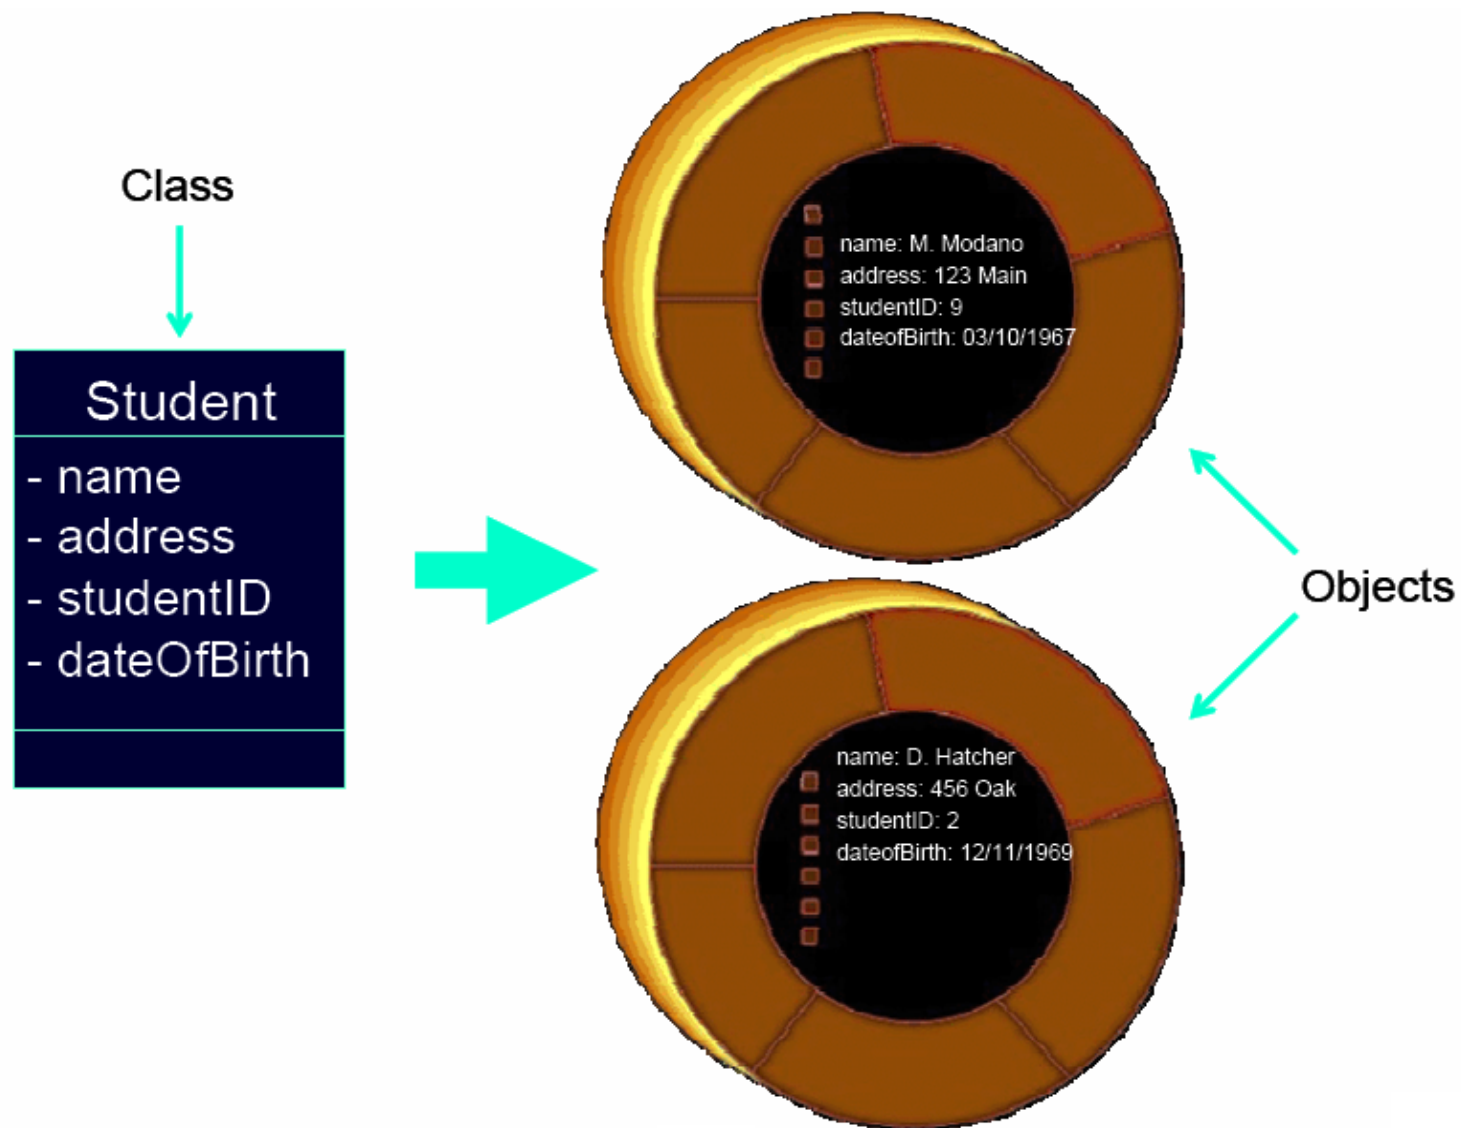 Class
Student
- name
- address
- studentID
- dateOfBirth
name: M. Modano
address: 123 Main
studentID: 9
dateofBirth: 03/10/1967
Objects
name: D. Hatcher
address: 456 Oak
studentID: 2
dateofBirth: 12/11/1969